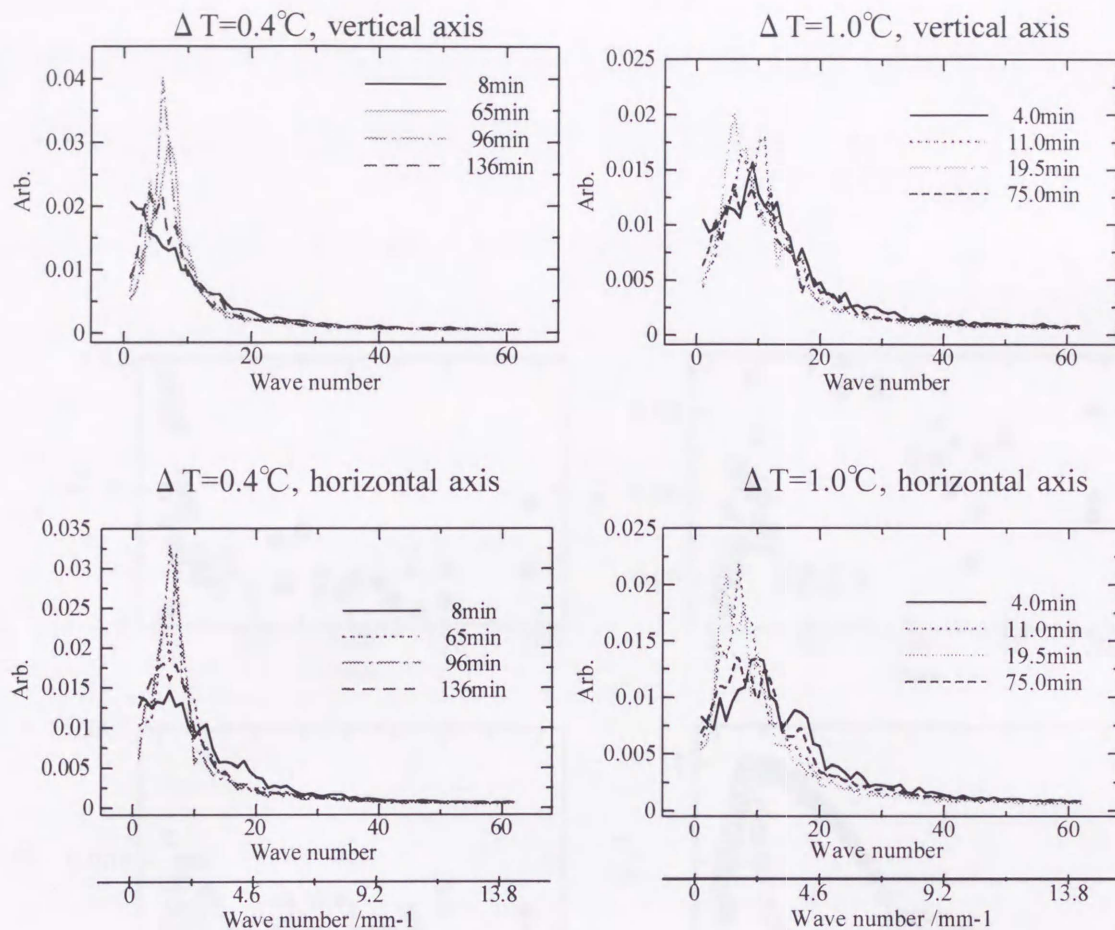 Δ T=0.4℃, vertical axis
0.04
0.03
0.02
0.01
0
Arb.
8min
65min
96min
136min
0 20 40 60
Wave number
Δ T=1.0℃, vertical axis
0.025
0.02
0.015
0.01
0.005
0
Arb.
4.0min
11.0min
19.5min
75.0min
0 20 40 60
Wave number
Δ T=0.4℃, horizontal axis
0.035
0.03
0.025
0.02
0.015
0.01
0.005
0
Arb.
8min
65min
96min
136min
0 20 40 60
Wave number
0 4.6 9.2 13.8
Wave number /mm-1
Δ T=1.0℃, horizontal axis
0.025
0.02
0.015
0.01
0.005
0
Arb.
4.0min
11.0min
19.5min
75.0min
0 20 40 60
Wave number
0 4.6 9.2 13.8
Wave number /mm-1